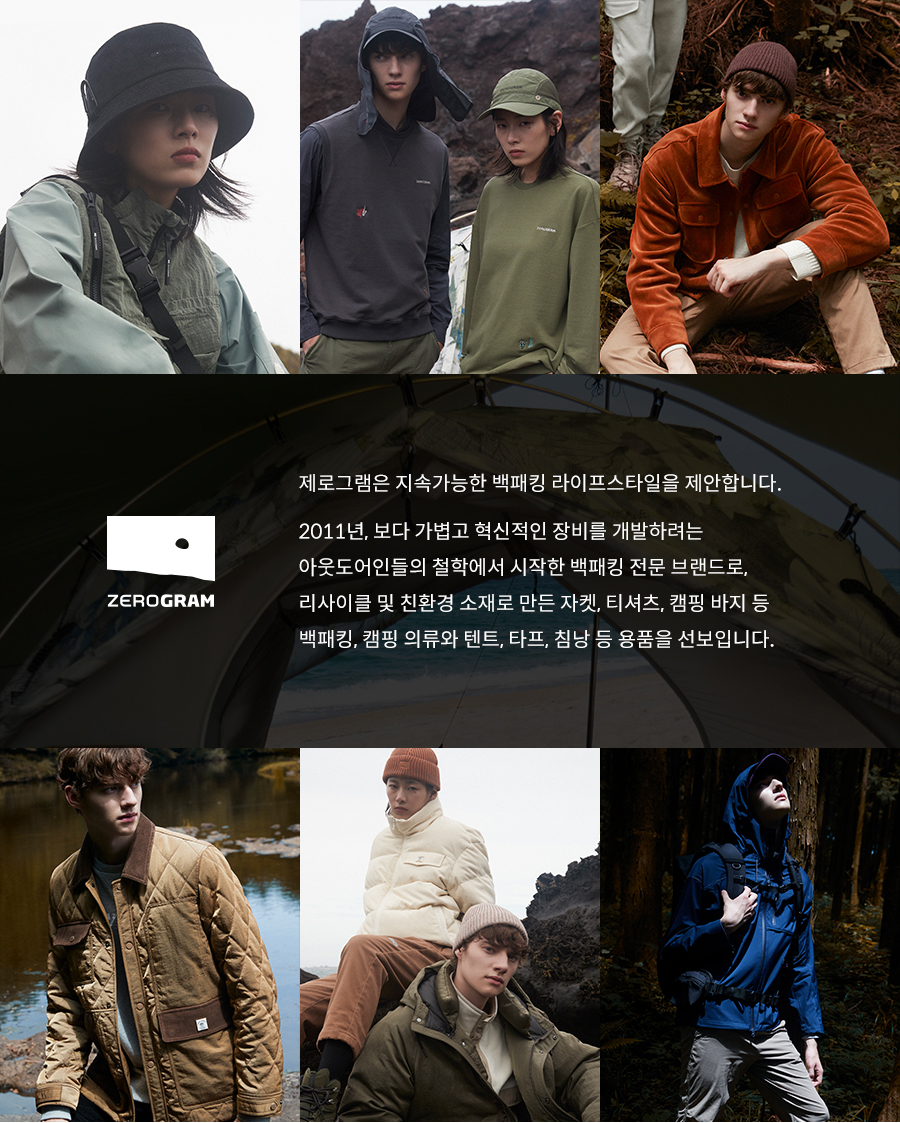 ZEROGRAM
ZEROGRAM
제로그램은 지속가능한 백패킹 라이프스타일을 제안합니다.
2011년, 보다 가볍고 혁신적인 장비를 개발하려는
아웃도어인들의 철학에서 시작한 백패킹 전문 브랜드로,
리사이클 및 친환경 소재로 만든 자켓, 티셔츠, 캠핑 바지 등
백패킹, 캠핑 의류와 텐트, 타프, 침낭 등 용품을 선보입니다.